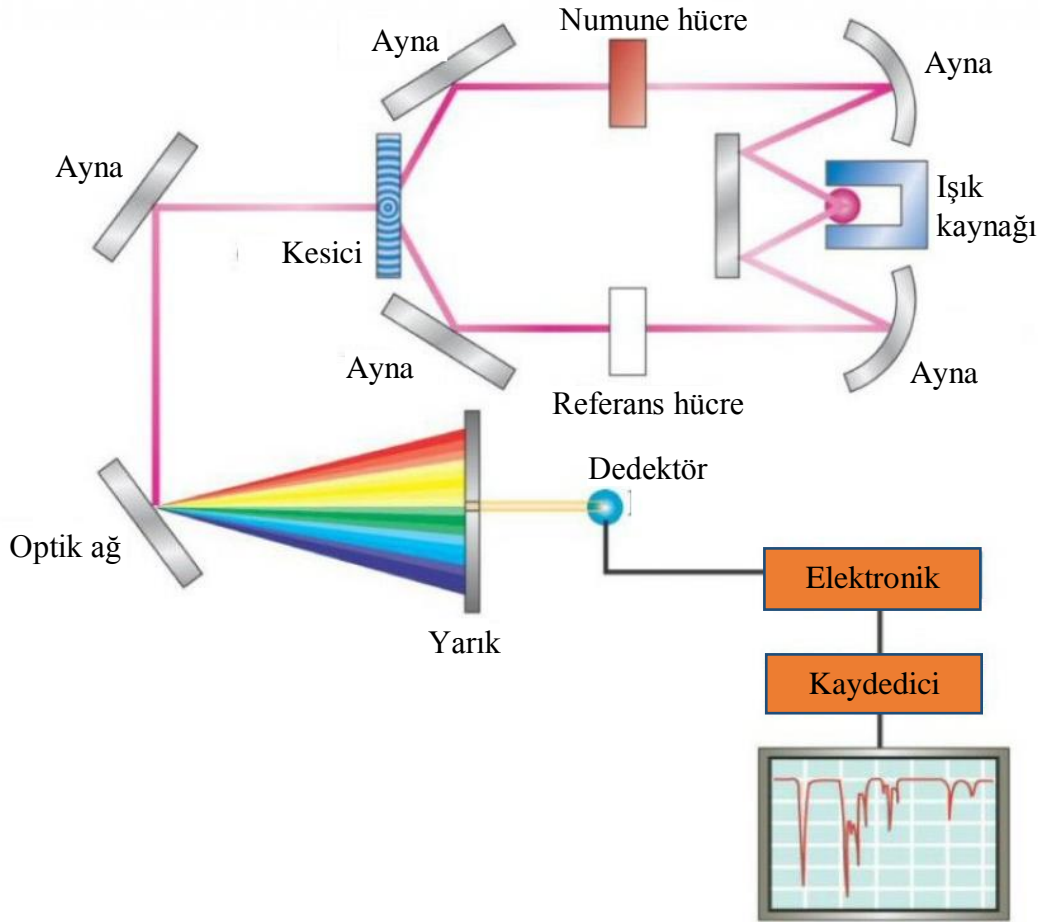 Numune hücre
Ayna
Ayna
Ayna
Işık
kaynağı
Kesici
Ayna
Ayna
Referans hücre
Dedektör
Optik ağ
Elektronik
Yarık
Kaydedici